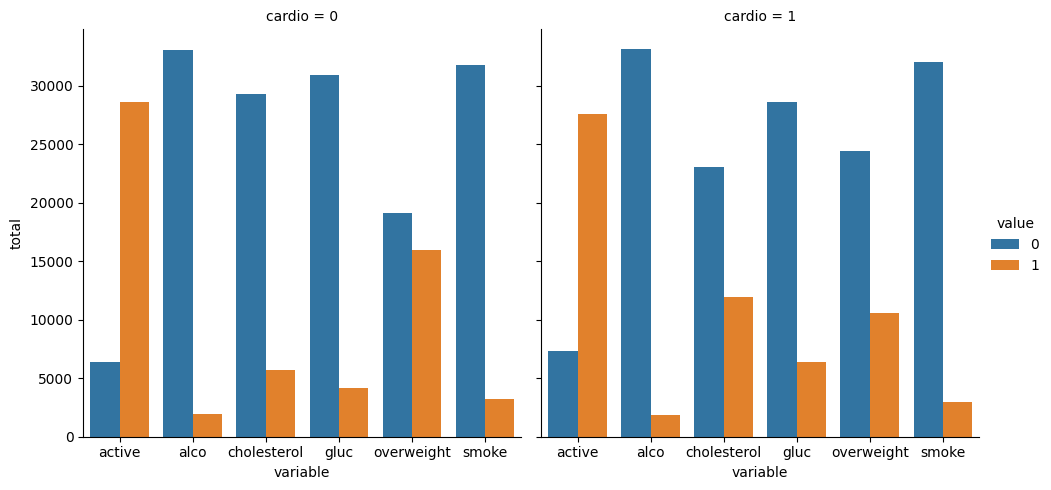 cardio = 0
cardio = 1
total
30000
25000
20000
15000
10000
5000
0
active alco cholesterol gluc overweight smoke
variable
active alco cholesterol gluc overweight smoke
variable
value
0
1